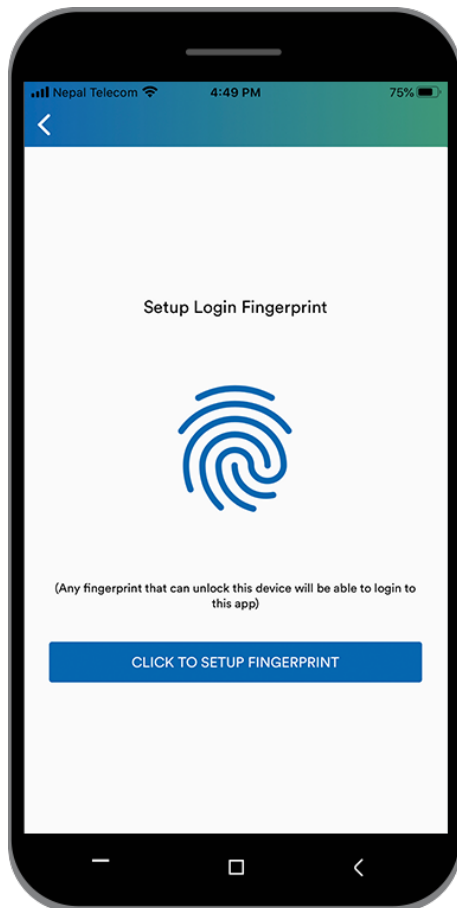 Nepal Telecom 4:49 PM 75%
Setup Login Fingerprint
(Any fingerprint that can unlock this device will be able to login to
this app)
CLICK TO SETUP FINGERPRINT